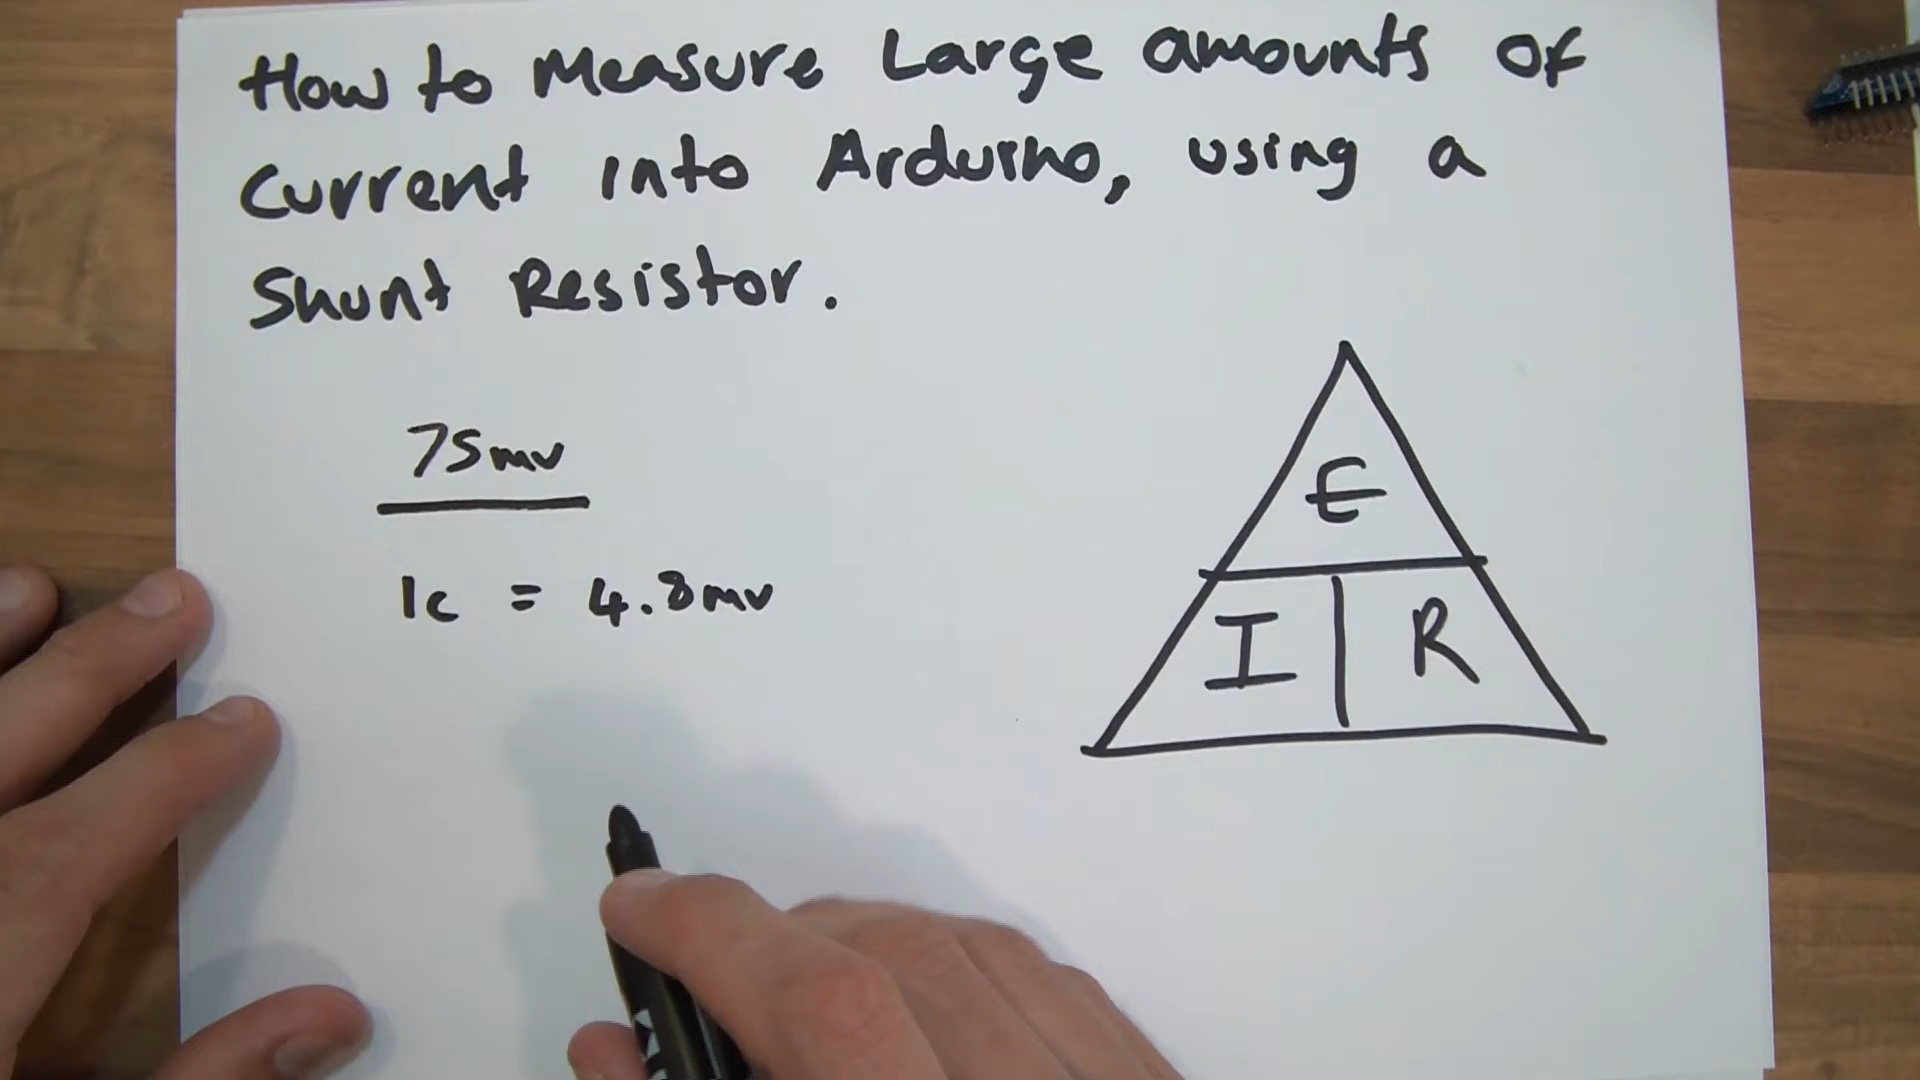 How to Measure Large amounts of
Current into Arduino, using a
Shunt Resistor.
75mv
1c = 4.8mv
E
I R